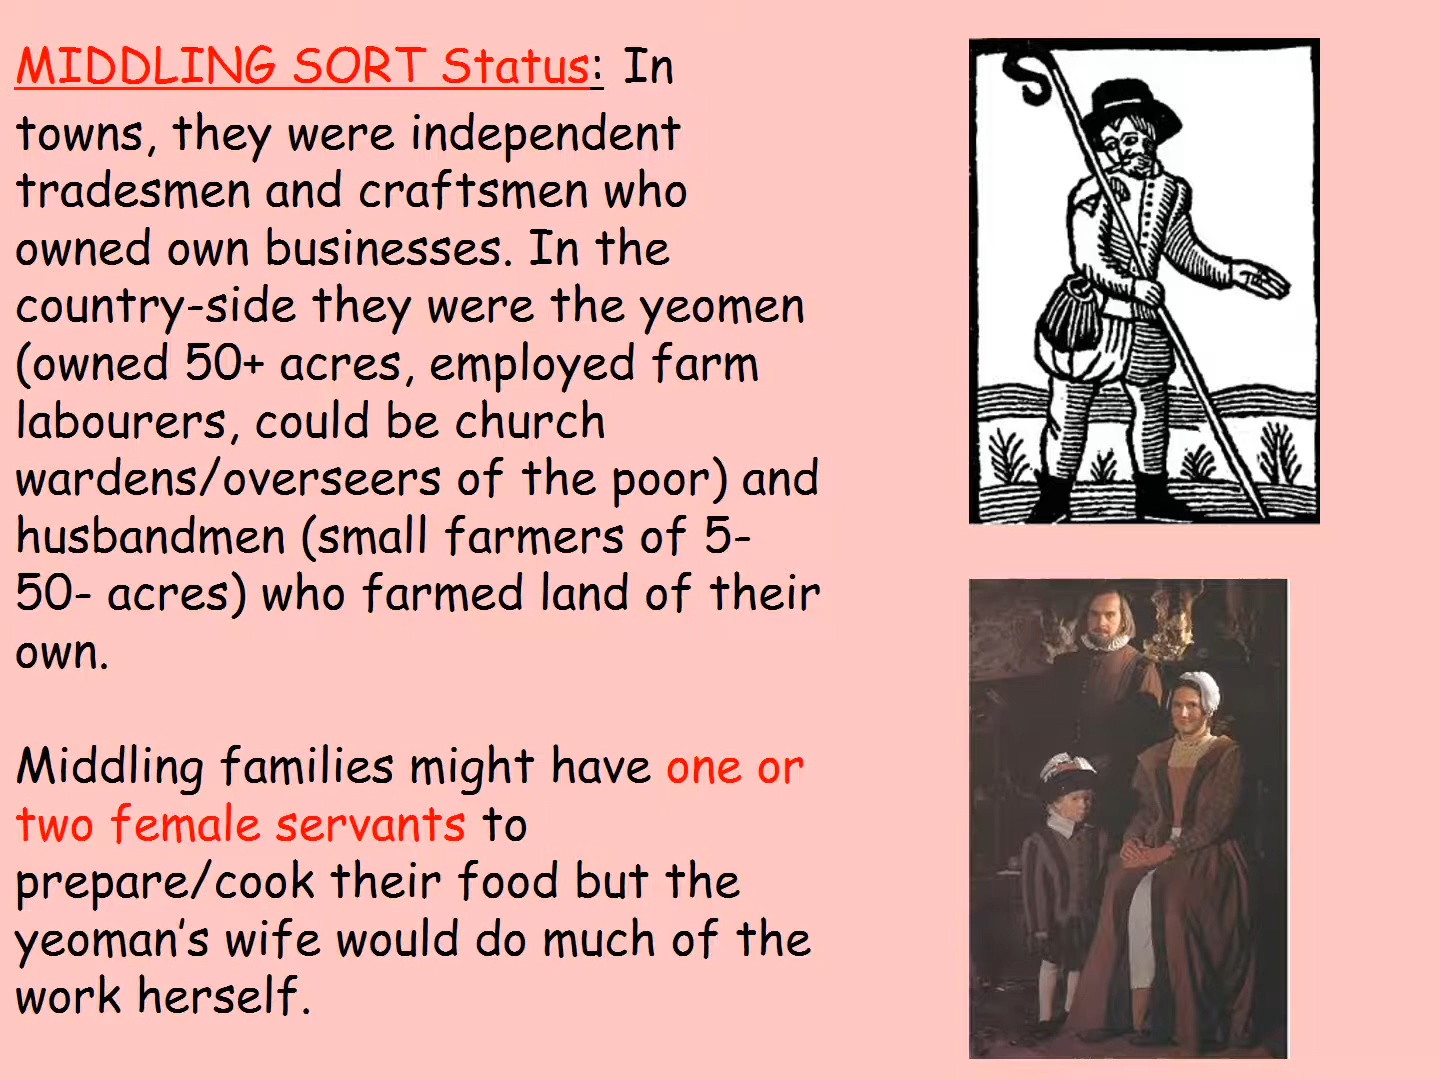 MIDDLING SORT Status: In
towns, they were independent
tradesmen and craftsmen who
owned own businesses. In the
country-side they were the yeomen
(owned 50+ acres, employed farm
labourers, could be church
wardens/overseers of the poor) and
husbandmen (small farmers of 5-
50- acres) who farmed land of their
own.
Middling families might have one or
two female servants to
prepare/cook their food but the
yeoman’s wife would do much of the
work herself.